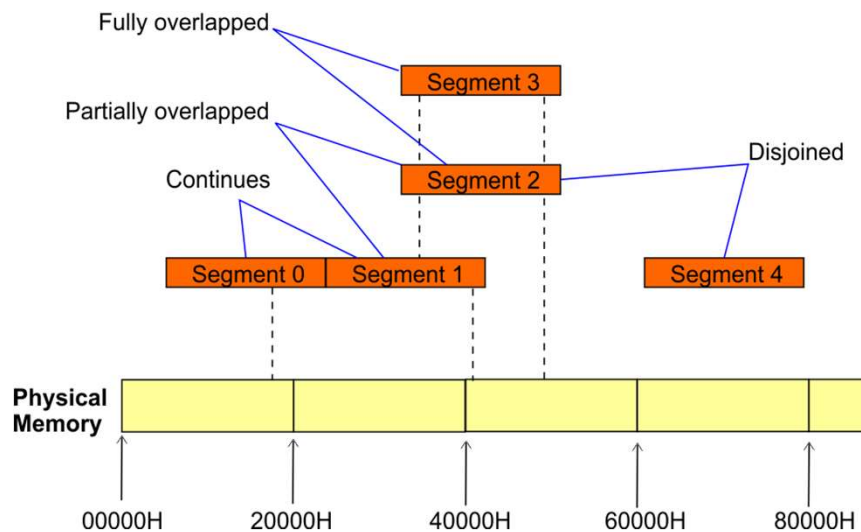 Fully overlapped
Segment 3
Partially overlapped
Disjoined
Continues
Segment 2
Segment 0
Segment 1
Segment 4
Physical
Memory
00000H
20000H
40000H
60000H
80000H